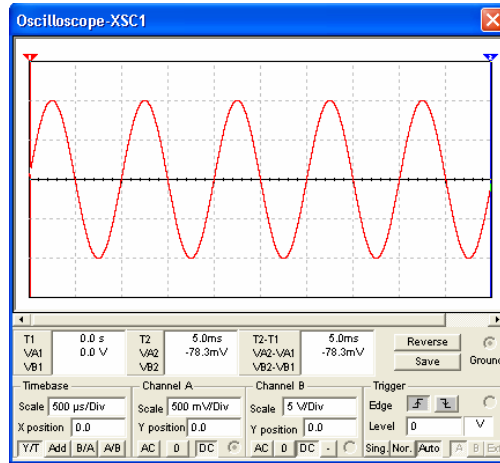 Oscilloscope-XSC1
1 2
T1 0.0 s T2 5.0ms T2-T1 5.0ms Reverse
VA1 0.0 V VA2 -78.3mV VA2-VA1 -78.3mV
VB1 VB2 VB2-VB1 Save Ground
Timebase Channel A Channel B Trigger
Scale 500 µs/Div Scale 500 mV/Div Scale 5 V/Div Edge
X position 0.0 Y position 0.0 Y position 0.0 Level 0 V
Y/T Add B/A A/B AC 0 DC AC 0 DC - Sing. Nor. Auto A B